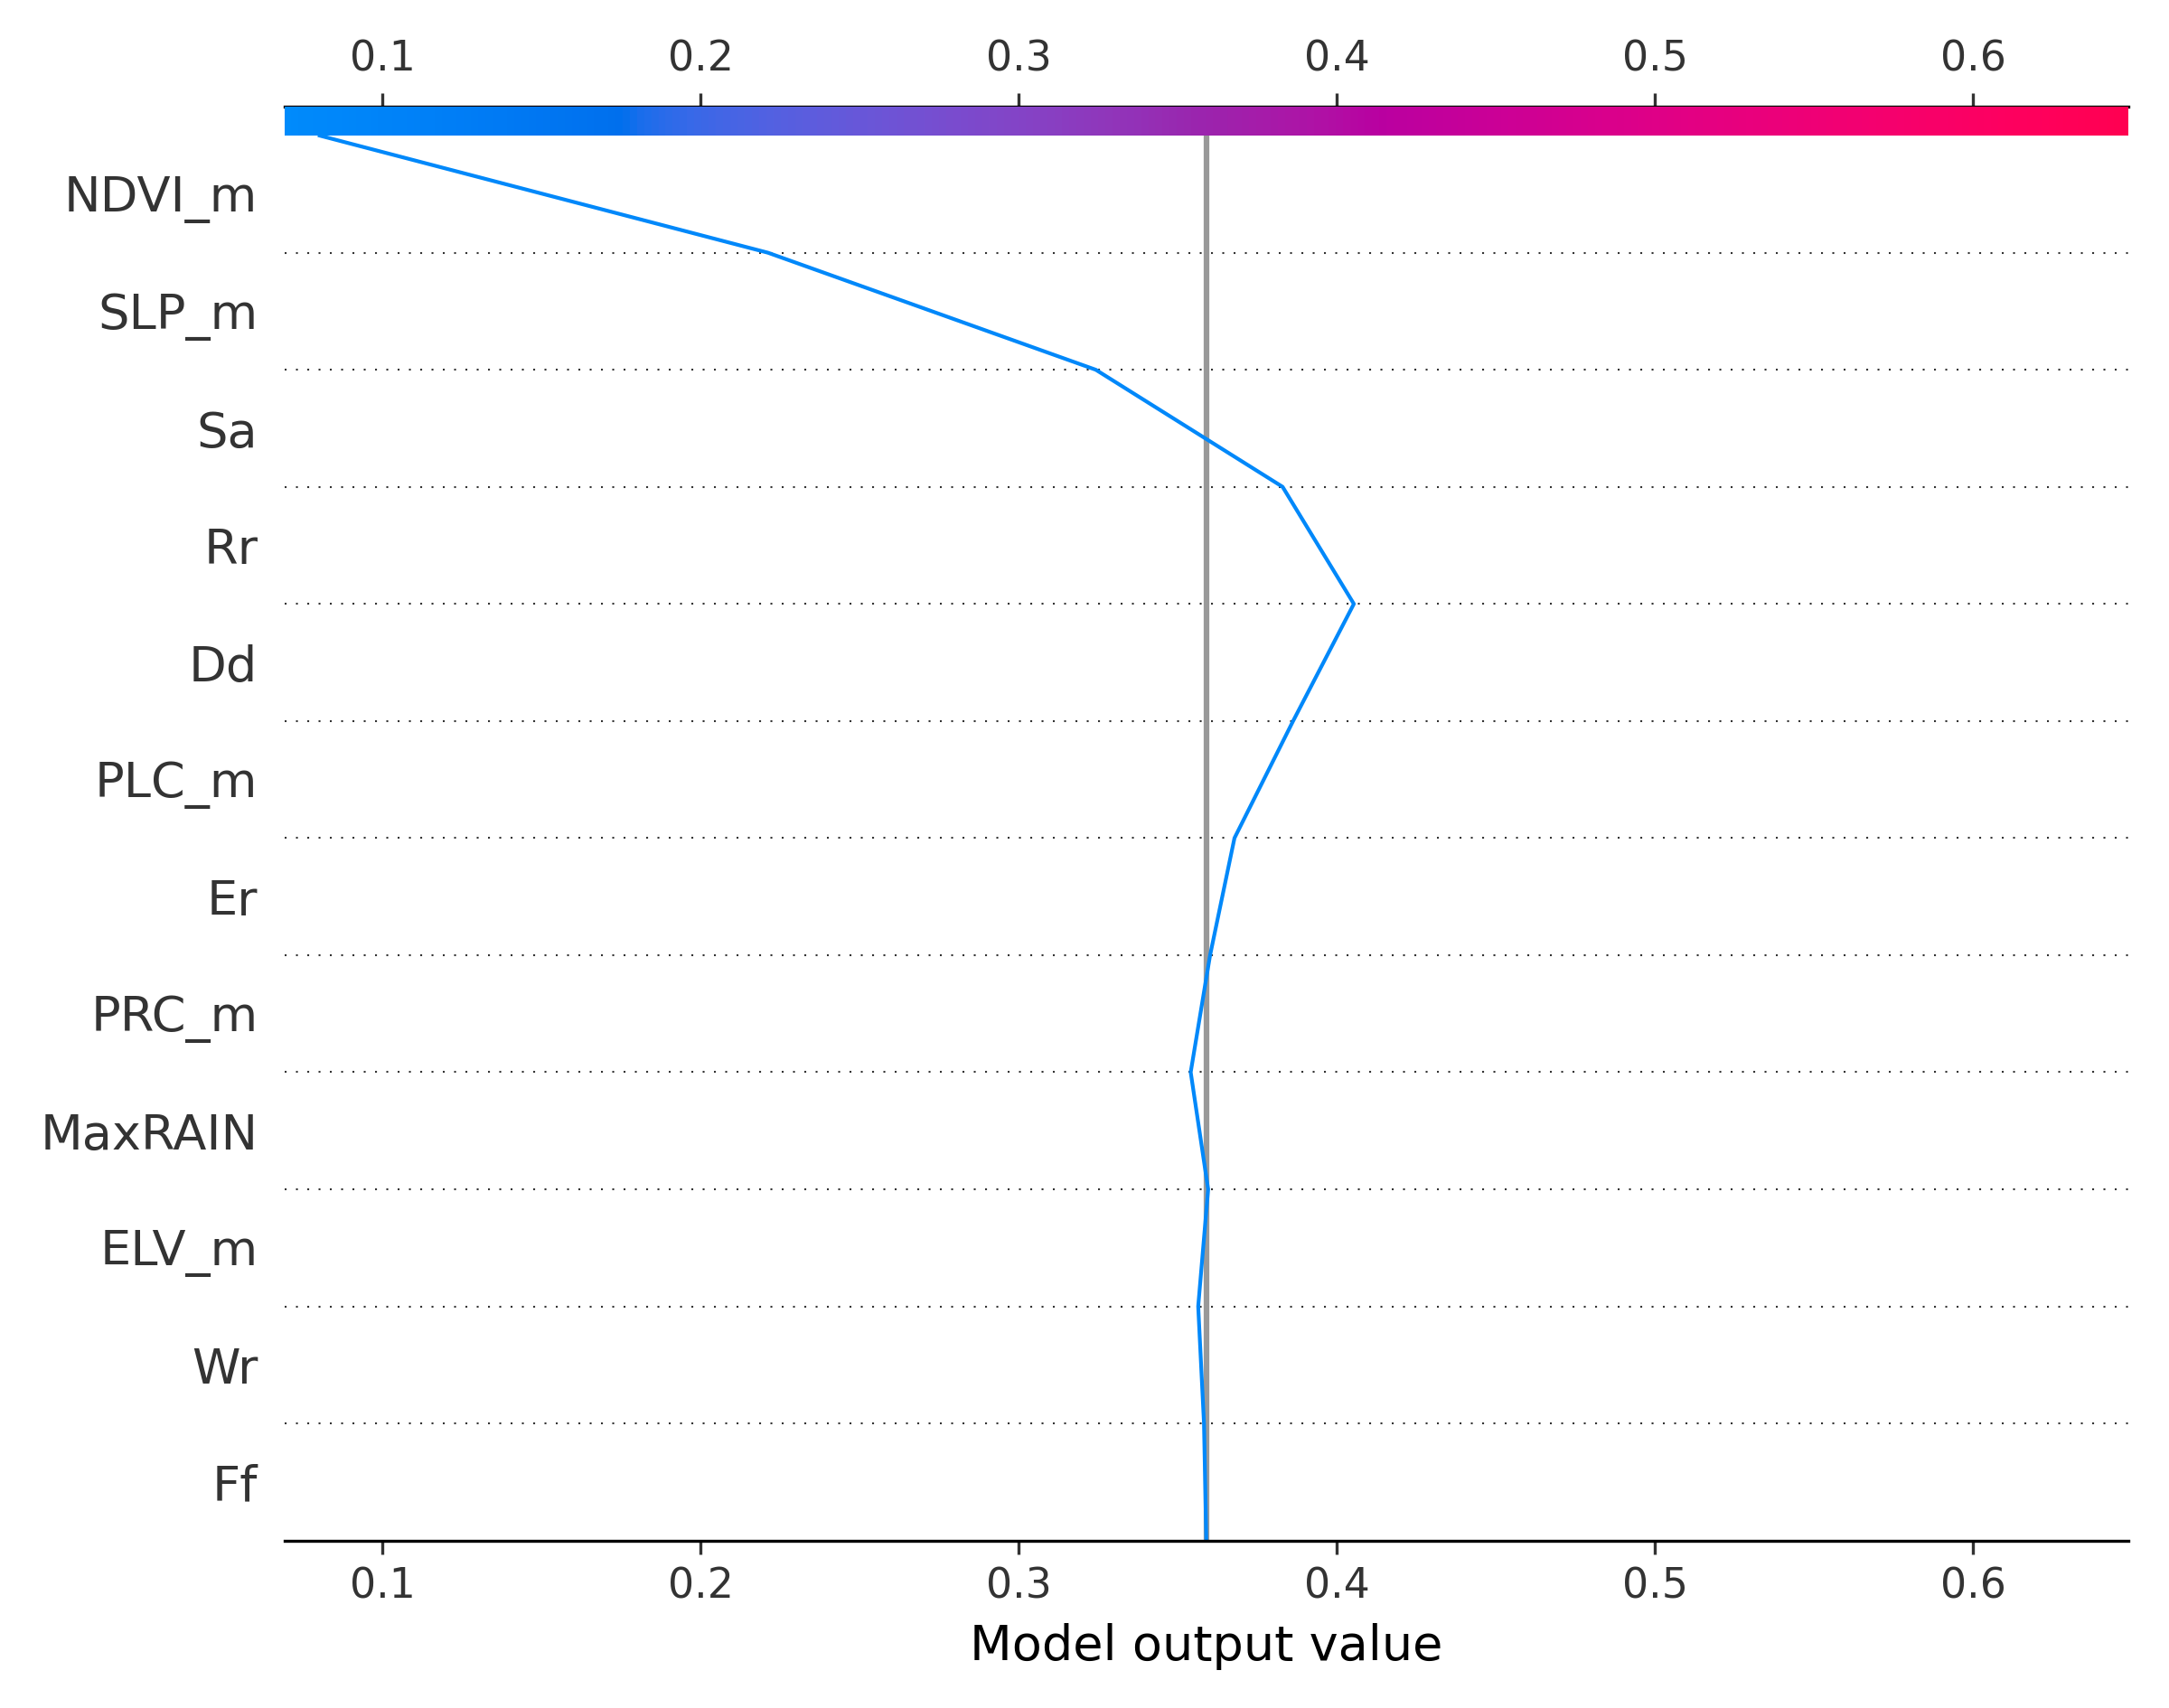 0.1 0.2 0.3 0.4 0.5 0.6
NDVI_m
SLP_m
Sa
Rr
Dd
PLC_m
Er
PRC_m
MaxRAIN
ELV_m
Wr
Ff
0.1 0.2 0.3 0.4 0.5 0.6
Model output value